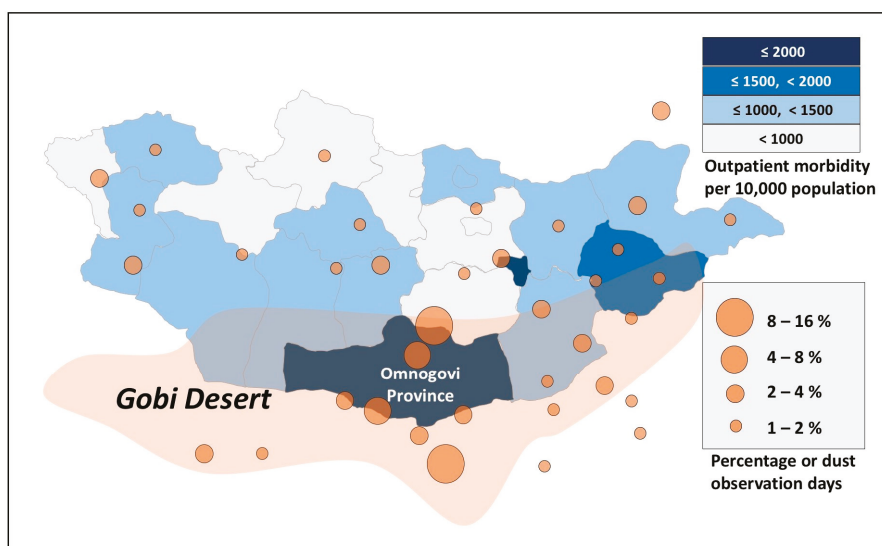 ≤ 2000
≤ 1500, < 2000
≤ 1000, < 1500
< 1000
Outpatient morbidity
per 10,000 population
Omnogovi
Province
Gobi Desert
8 – 16 %
4 – 8 %
2 – 4 %
1 – 2 %
Percentage or dust
observation days